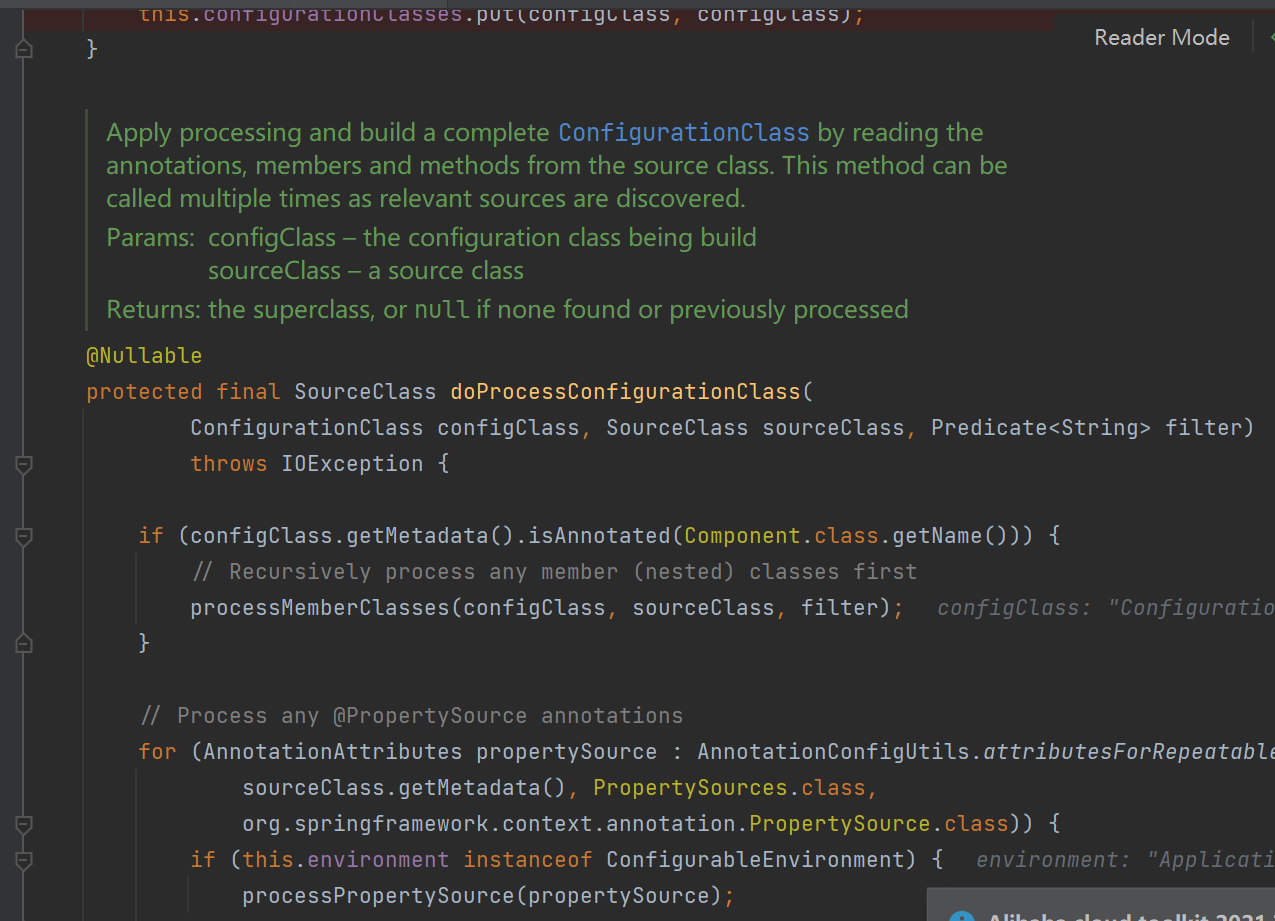 this.configurationClasses.put(configClass, configClass);
}
Reader Mode
Apply processing and build a complete ConfigurationClass by reading the
annotations, members and methods from the source class. This method can be
called multiple times as relevant sources are discovered.
Params: configClass – the configuration class being build
sourceClass – a source class
Returns: the superclass, or null if none found or previously processed
@Nullable
protected final SourceClass doProcessConfigurationClass(
ConfigurationClass configClass, SourceClass sourceClass, Predicate<String> filter)
throws IOException {
if (configClass.getMetadata().isAnnotated(Component.class.getName())) {
// Recursively process any member (nested) classes first
processMemberClasses(configClass, sourceClass, filter); configClass: "Configuratio
}
// Process any @PropertySource annotations
for (AnnotationAttributes propertySource : AnnotationConfigUtils.attributesForRepeatable
sourceClass.getMetadata(), PropertySources.class,
org.springframework.context.annotation.PropertySource.class)) {
if (this.environment instanceof ConfigurableEnvironment) { environment: "Applicati
processPropertySource(propertySource);
Alibaba cloud toolkit 2021